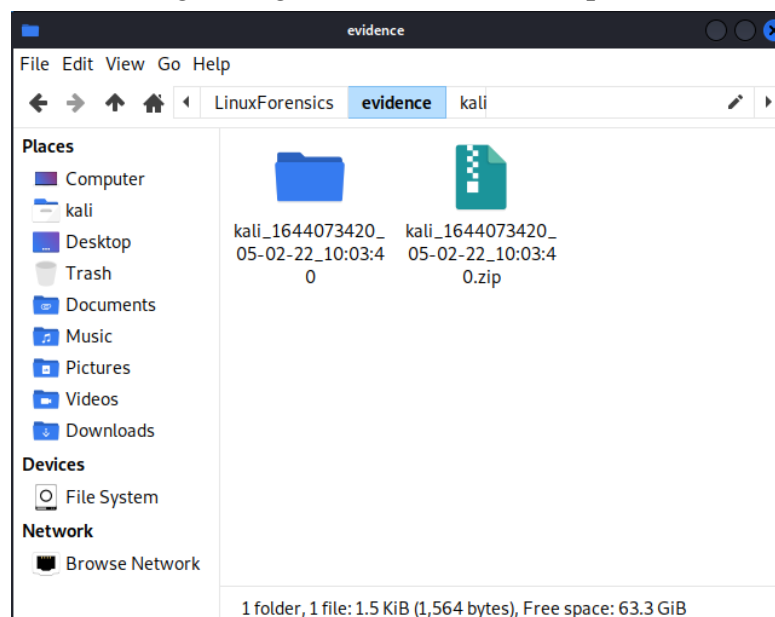 evidence
File Edit View Go Help
LinuxForensics evidence kali
Places
Computer
kali
Desktop
Trash
Documents
Music
Pictures
Videos
Downloads
Devices
File System
Network
Browse Network
kali_1644073420_
05-02-22_10:03:4
0
kali_1644073420_
05-02-22_10:03:4
0.zip
1 folder, 1 file: 1.5 KiB (1,564 bytes), Free space: 63.3 GiB